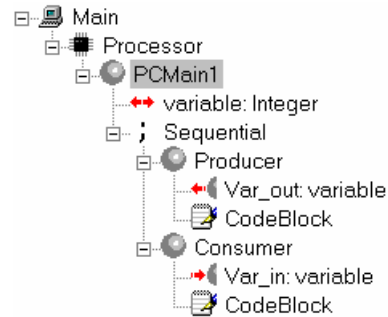 Main
Processor
PCMain1
variable: Integer
; Sequential
Producer
Var_out: variable
CodeBlock
Consumer
Var_in: variable
CodeBlock